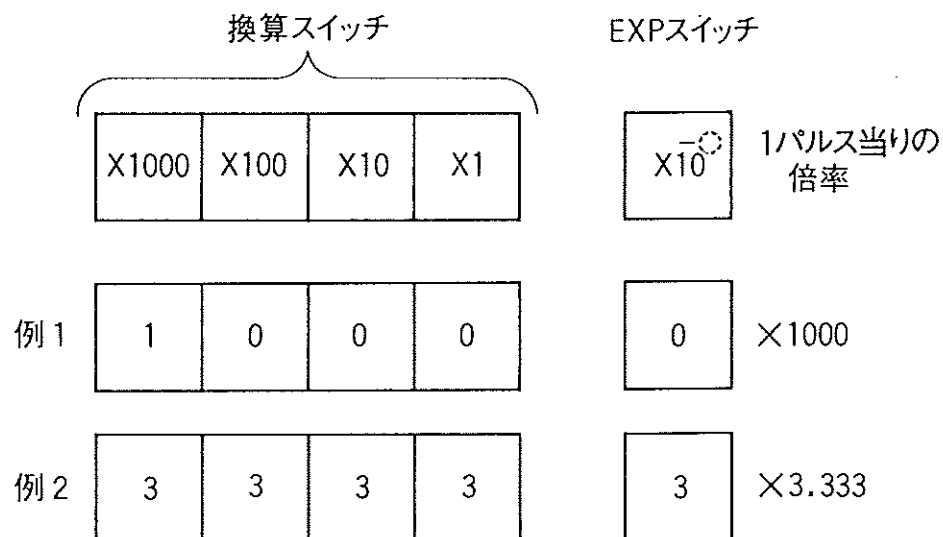 換算スイッチ EXPスイッチ
X1000 X100 X10 X1 X10⁻ 1パルス当りの
倍率
例1 1 0 0 0 0 ×1000
例2 3 3 3 3 3 ×3.333